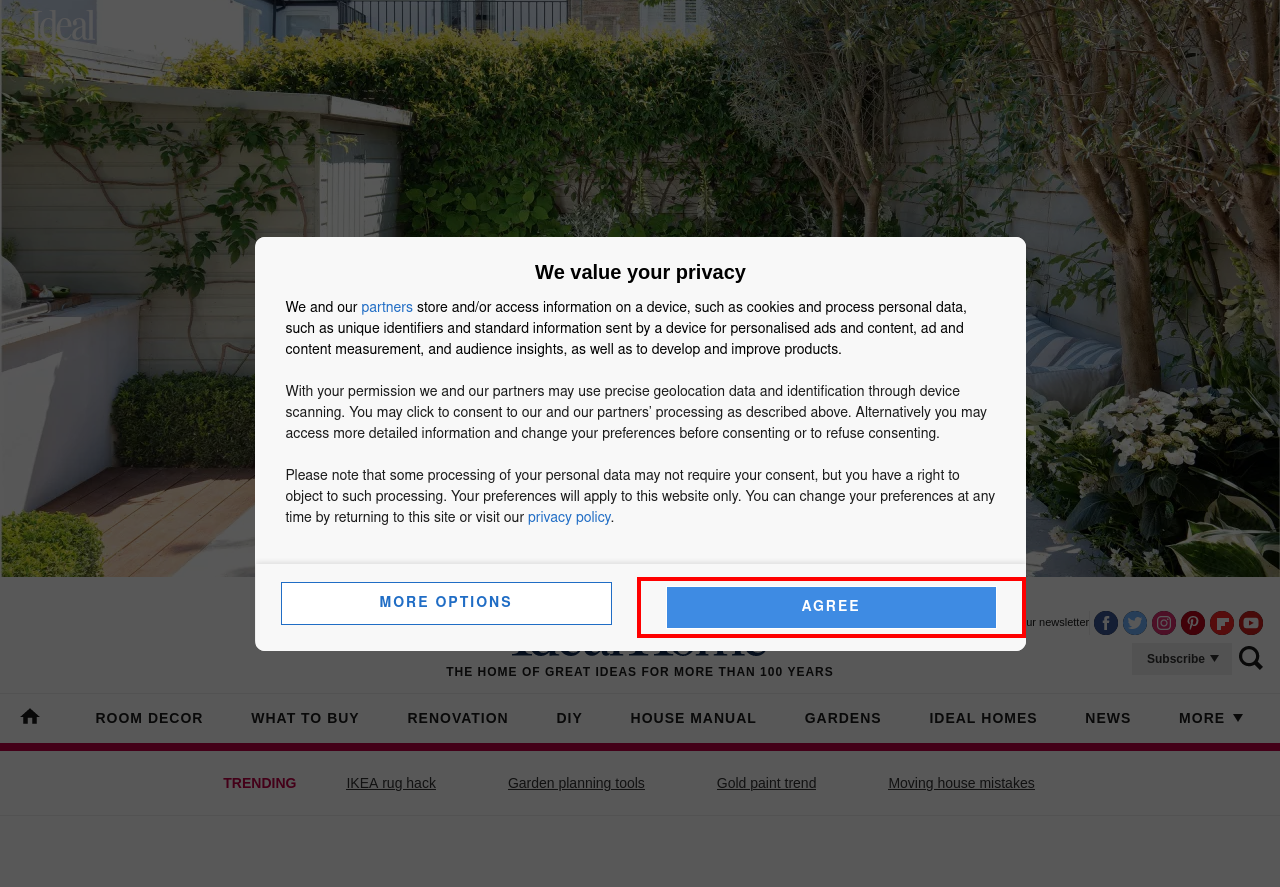 Ideal
We value your privacy
We and our partners store and/or access information on a device, such as cookies and process personal data,
such as unique identifiers and standard information sent by a device for personalised ads and content, ad and
content measurement, and audience insights, as well as to develop and improve products.
With your permission we and our partners may use precise geolocation data and identification through device
scanning. You may click to consent to our and our partners’ processing as described above. Alternatively you may
access more detailed information and change your preferences before consenting or to refuse consenting.
Please note that some processing of your personal data may not require your consent, but you have a right to
object to such processing. Your preferences will apply to this website only. You can change your preferences at any
time by returning to this site or visit our privacy policy.
MORE OPTIONS
AGREE
newsletter
Ideal Home
Subscribe
THE HOME OF GREAT IDEAS FOR MORE THAN 100 YEARS
ROOM DECOR WHAT TO BUY RENOVATION DIY HOUSE MANUAL GARDENS IDEAL HOMES NEWS MORE
TRENDING IKEA rug hack Garden planning tools Gold paint trend Moving house mistakes